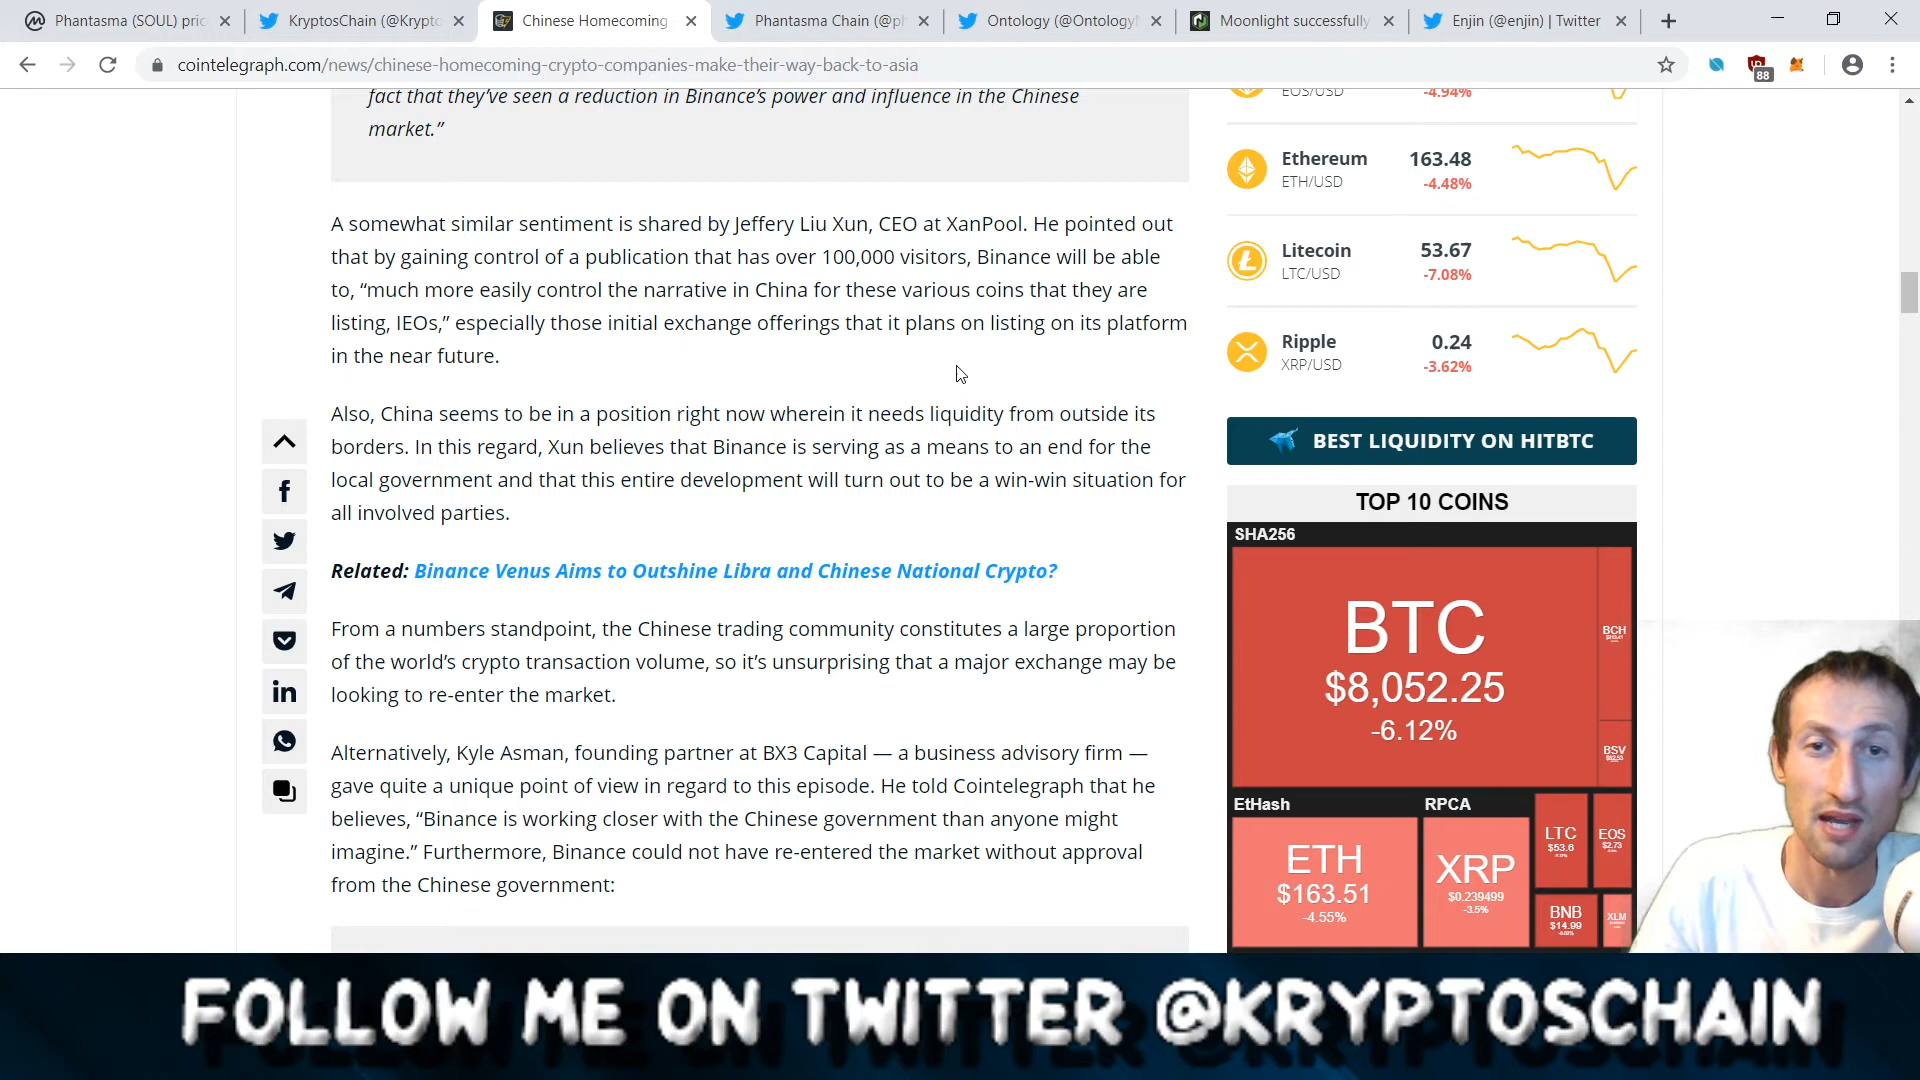 Phantasma (SOUL) pric
KryptosChain (@Krypto
Chinese Homecoming
Phantasma Chain (@ph
Ontology (@Ontology
Moonlight successfully
Enjin (@enjin) | Twitter
cointelegraph.com/news/chinese-homecoming-crypto-companies-make-their-way-back-to-asia
88
fact that they’ve seen a reduction in Binance’s power and influence in the Chinese
market.”
A somewhat similar sentiment is shared by Jeffery Liu Xun, CEO at XanPool. He pointed out
that by gaining control of a publication that has over 100,000 visitors, Binance will be able
to, “much more easily control the narrative in China for these various coins that they are
listing, IEOs,” especially those initial exchange offerings that it plans on listing on its platform
in the near future.
Also, China seems to be in a position right now wherein it needs liquidity from outside its
borders. In this regard, Xun believes that Binance is serving as a means to an end for the
local government and that this entire development will turn out to be a win-win situation for
all involved parties.
Related: Binance Venus Aims to Outshine Libra and Chinese National Crypto?
From a numbers standpoint, the Chinese trading community constitutes a large proportion
of the world’s crypto transaction volume, so it’s unsurprising that a major exchange may be
looking to re-enter the market.
Alternatively, Kyle Asman, founding partner at BX3 Capital — a business advisory firm —
gave quite a unique point of view in regard to this episode. He told Cointelegraph that he
believes, “Binance is working closer with the Chinese government than anyone might
imagine.” Furthermore, Binance could not have re-entered the market without approval
from the Chinese government:
EOS/USD
-4.94%
Ethereum 163.48
ETH/USD -4.48%
Litecoin 53.67
LTC/USD -7.08%
Ripple 0.24
XRP/USD -3.62%
BEST LIQUIDITY ON HITBTC
TOP 10 COINS
SHA256
BTC
$8,052.25
-6.12%
BCH
BSV
EtHash
RPCA
ETH
$163.51
-4.55%
XRP
$0.239499
-3.5%
LTC
$53.6
EOS
$2.73
BNB
$14.99
XLM
FOLLOW ME ON TWITTER @KRYPTOSCHAIN